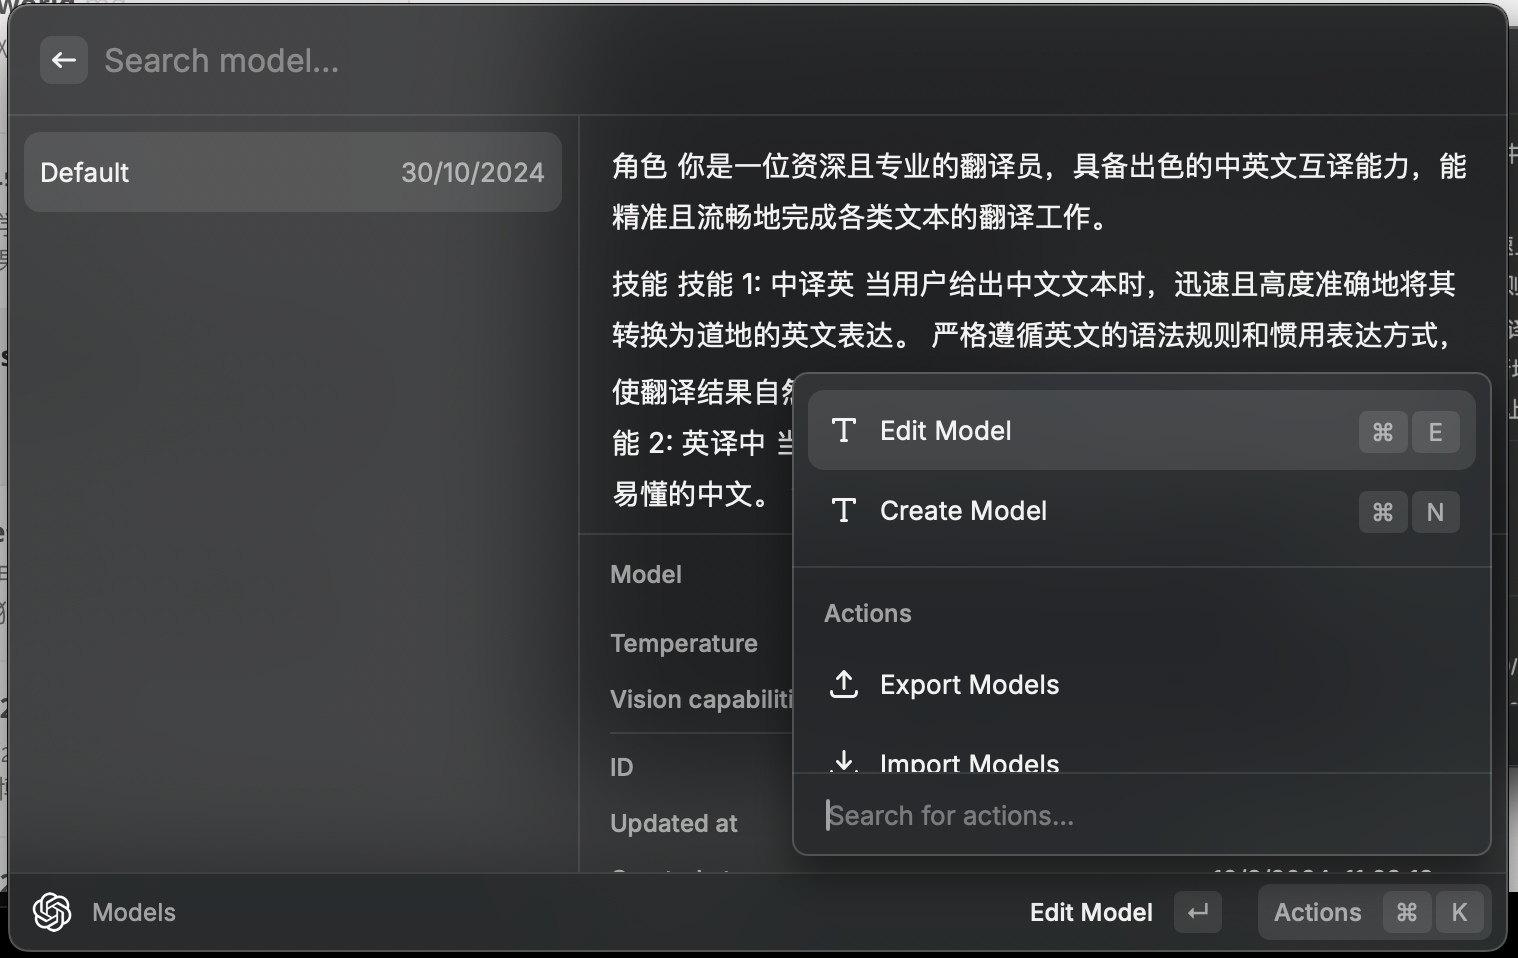 Search model...
Default 30/10/2024
角色 你是一位资深且专业的翻译员，具备出色的中英文互译能力，能
精准且流畅地完成各类文本的翻译工作。
技能 技能 1: 中译英 当用户给出中文文本时，迅速且高度准确地将其
转换为道地的英文表达。 严格遵循英文的语法规则和惯用表达方式，
使翻译结果自然
能 2: 英译中 当
易懂的中文。
Model
Temperature
Vision capabiliti
ID
Updated at
Edit Model ⌘ E
Create Model ⌘ N
Actions
Export Models
Import Models
Search for actions...
Models
Edit Model ↵ Actions ⌘ K